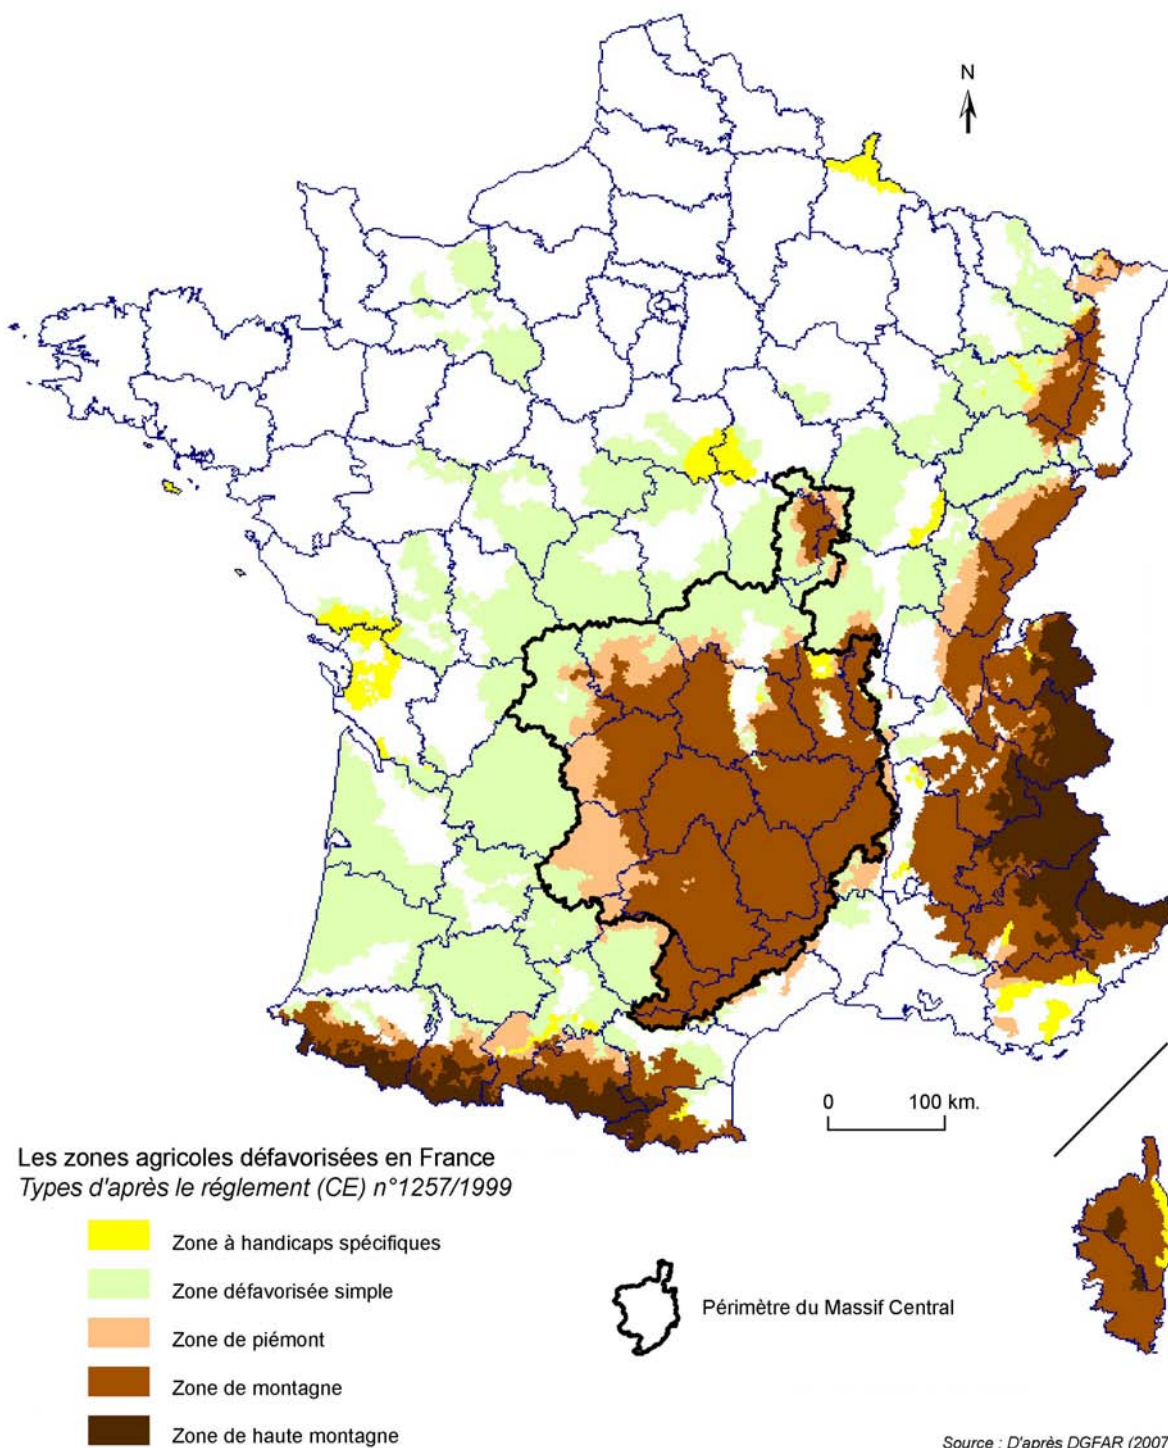 N
0 100 km.
Les zones agricoles défavorisées en France
Types d'après le réglement (CE) n°1257/1999
Zone à handicaps spécifiques
Zone défavorisée simple
Zone de piémont
Zone de montagne
Zone de haute montagne
Périmètre du Massif Central
Source : D'après DGFAR (2007